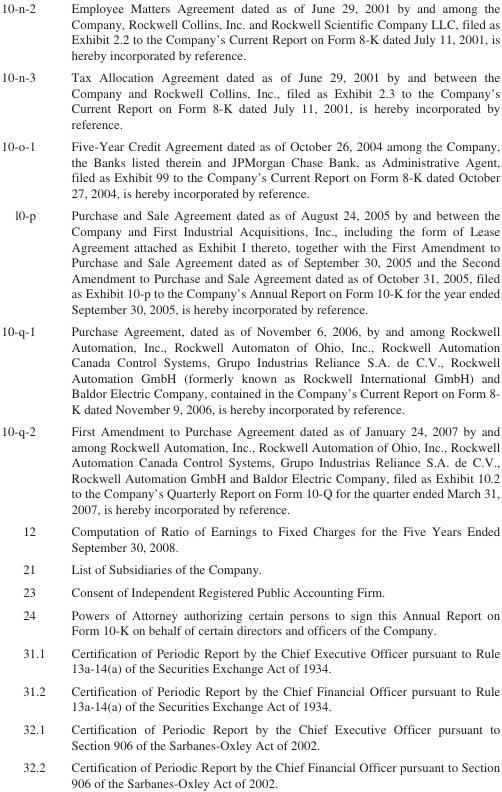 10-n-2 Employee Matters Agreement dated as of June 29, 2001 by and among the
Company, Rockwell Collins, Inc. and Rockwell Scientific Company LLC, filed as
Exhibit 2.2 to the Company's Current Report on Form 8-K dated July 11, 2001, is
hereby incorporated by reference.
10-n-3 Tax Allocation Agreement dated as of June 29, 2001 by and between the
Company and Rockwell Collins, Inc., filed as Exhibit 2.3 to the Company's
Current Report on Form 8-K dated July 11, 2001, is hereby incorporated by
reference.
10-o-1 Five-Year Credit Agreement dated as of October 26, 2004 among the Company,
the Banks listed therein and JPMorgan Chase Bank, as Administrative Agent,
filed as Exhibit 99 to the Company's Current Report on Form 8-K dated October
27, 2004, is hereby incorporated by reference.
l0-p Purchase and Sale Agreement dated as of August 24, 2005 by and between the
Company and First Industrial Acquisitions, Inc., including the form of Lease
Agreement attached as Exhibit I thereto, together with the First Amendment to
Purchase and Sale Agreement dated as of September 30, 2005 and the Second
Amendment to Purchase and Sale Agreement dated as of October 31, 2005, filed
as Exhibit 10-p to the Company's Annual Report on Form 10-K for the year ended
September 30, 2005, is hereby incorporated by reference.
10-q-1 Purchase Agreement, dated as of November 6, 2006, by and among Rockwell
Automation, Inc., Rockwell Automaton of Ohio, Inc., Rockwell Automation
Canada Control Systems, Grupo Industrias Reliance S.A. de C.V., Rockwell
Automation GmbH (formerly known as Rockwell International GmbH) and
Baldor Electric Company, contained in the Company's Current Report on Form 8-
K dated November 9, 2006, is hereby incorporated by reference.
10-q-2 First Amendment to Purchase Agreement dated as of January 24, 2007 by and
among Rockwell Automation, Inc., Rockwell Automation of Ohio, Inc., Rockwell
Automation Canada Control Systems, Grupo Industrias Reliance S.A. de C.V.,
Rockwell Automation GmbH and Baldor Electric Company, filed as Exhibit 10.2
to the Company's Quarterly Report on Form 10-Q for the quarter ended March 31,
2007, is hereby incorporated by reference.
12 Computation of Ratio of Earnings to Fixed Charges for the Five Years Ended
September 30, 2008.
21 List of Subsidiaries of the Company.
23 Consent of Independent Registered Public Accounting Firm.
24 Powers of Attorney authorizing certain persons to sign this Annual Report on
Form 10-K on behalf of certain directors and officers of the Company.
31.1 Certification of Periodic Report by the Chief Executive Officer pursuant to Rule
13a-14(a) of the Securities Exchange Act of 1934.
31.2 Certification of Periodic Report by the Chief Financial Officer pursuant to Rule
13a-14(a) of the Securities Exchange Act of 1934.
32.1 Certification of Periodic Report by the Chief Executive Officer pursuant to
Section 906 of the Sarbanes-Oxley Act of 2002.
32.2 Certification of Periodic Report by the Chief Financial Officer pursuant to Section
906 of the Sarbanes-Oxley Act of 2002.